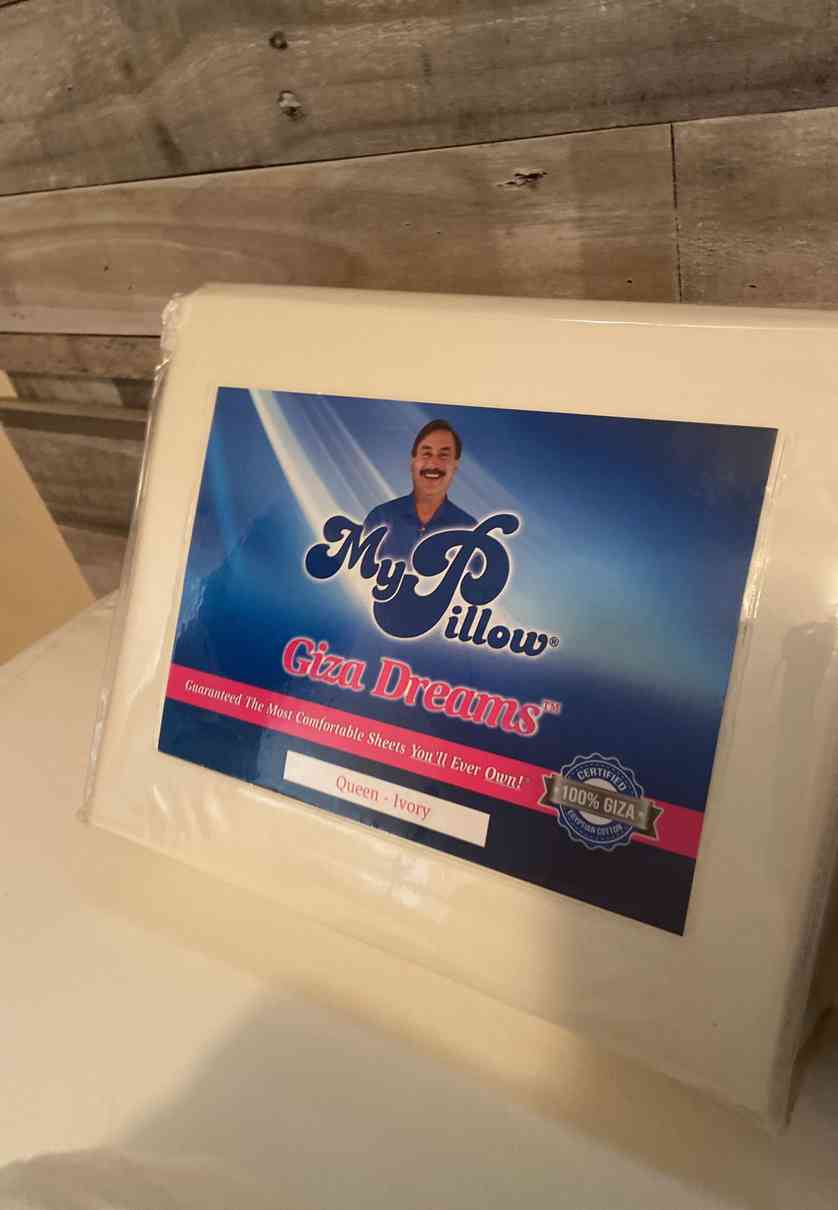 MyPillow®
Giza Dreams™
Guaranteed The Most Comfortable Sheets You'll Ever Own!
CERTIFIED
100% GIZA
EGYPTIAN COTTON
Queen - Ivory